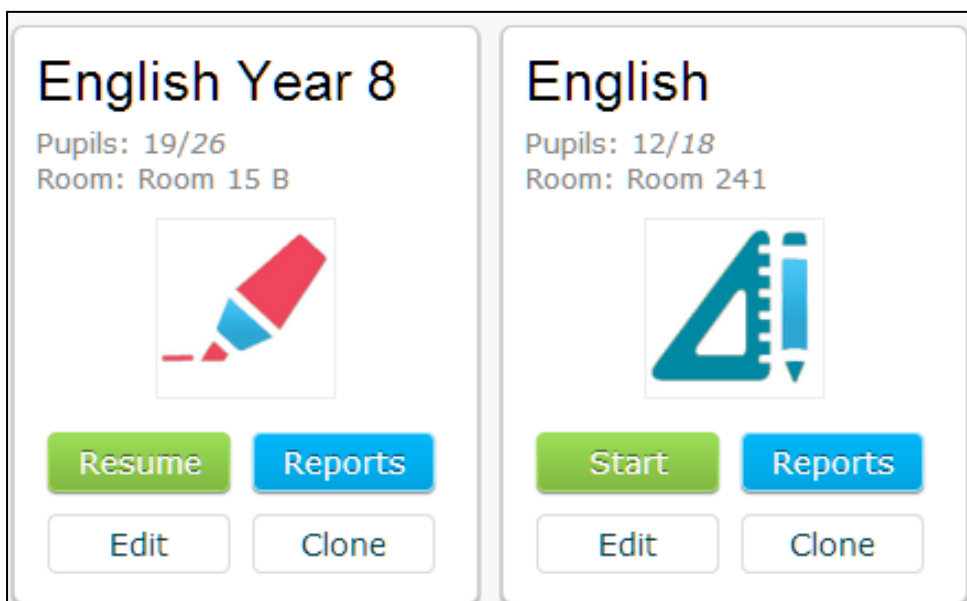 English Year 8
Pupils: 19/26
Room: Room 15 B
Resume Reports
Edit Clone
English
Pupils: 12/18
Room: Room 241
Start Reports
Edit Clone